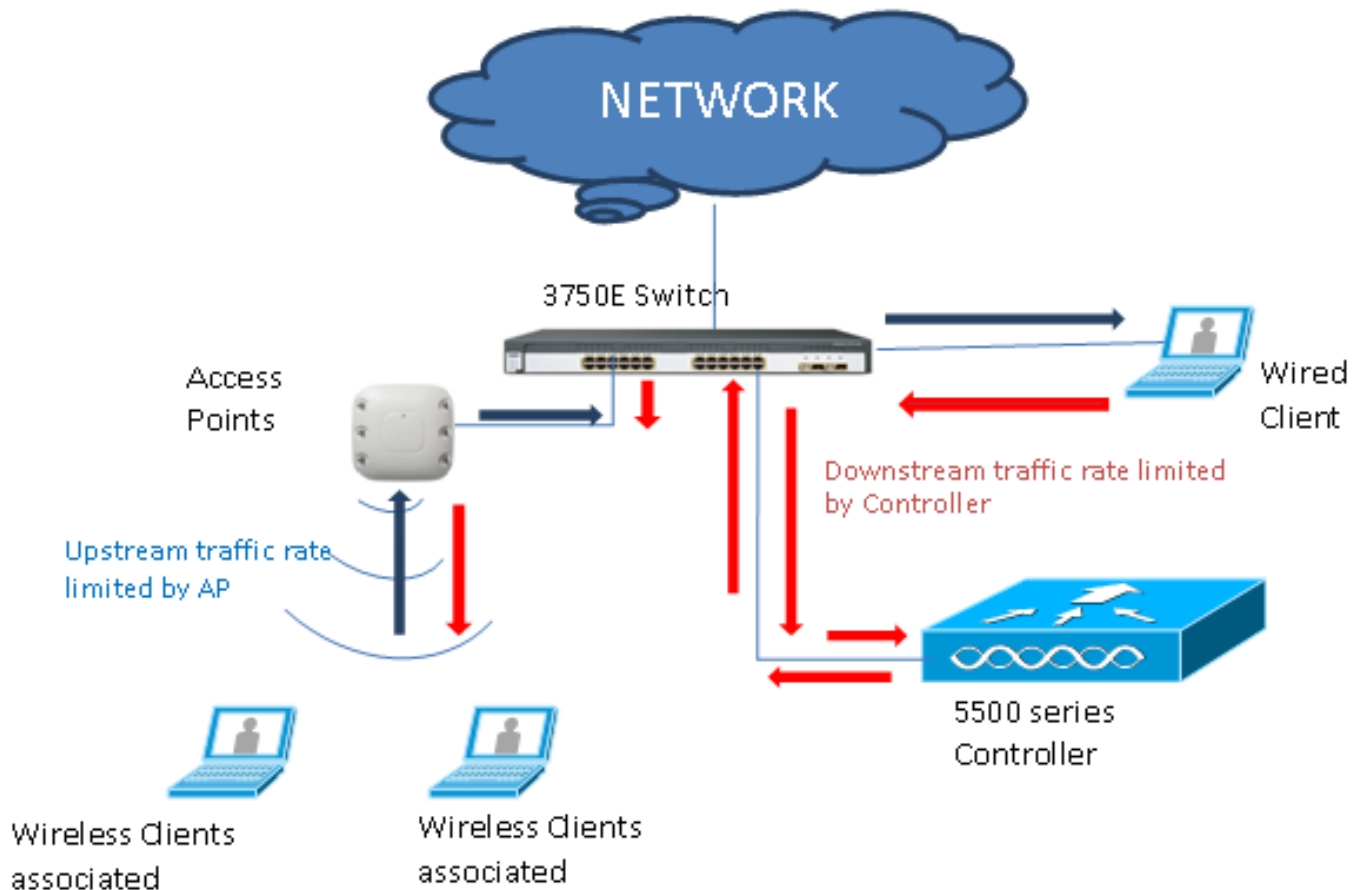 NETWORK
3750E Switch
Access
Points
Wired
Client
Downstream traffic rate limited
by Controller
Upstream traffic rate
limited by AP
5500 series
Controller
Wireless Clients
associated
Wireless Clients
associated